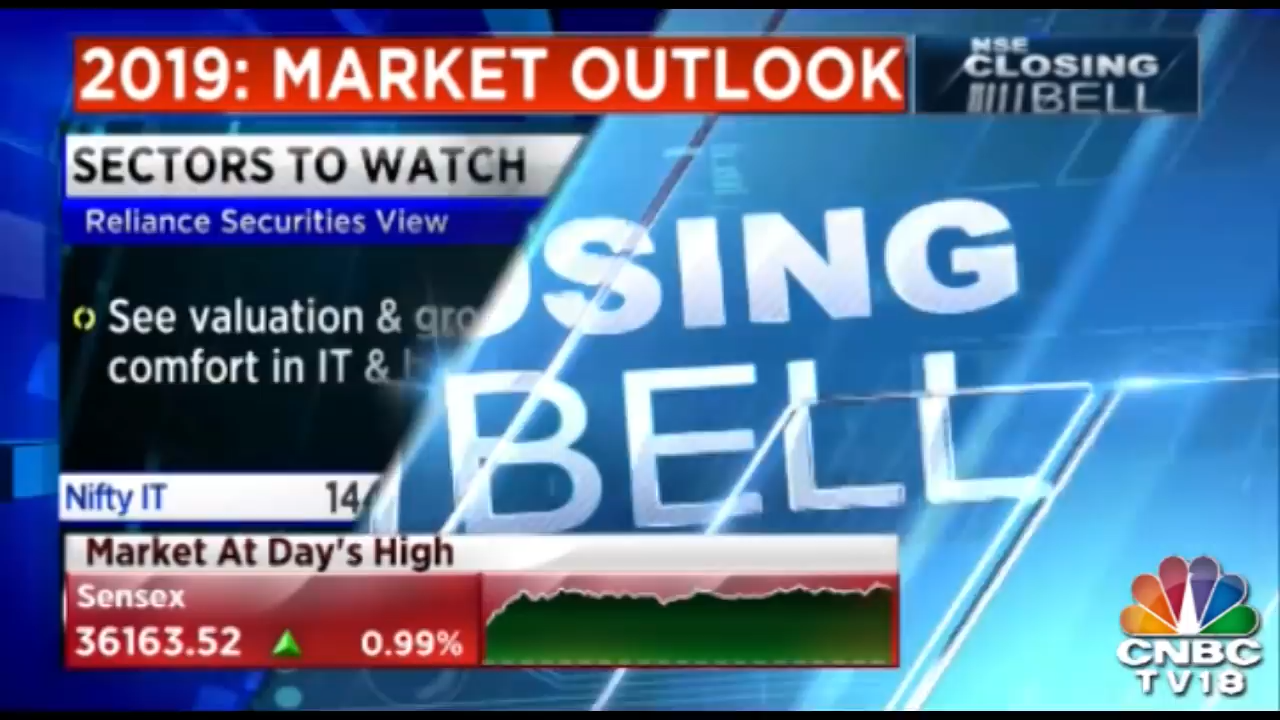 2019: MARKET OUTLOOK
NSE
CLOSING
BELL
SECTORS TO WATCH
Reliance Securities View
See valuation &
comfort in IT &
OSING
BELL
Nifty IT
Market At Day's High
Sensex
36163.52 ▲ 0.99%
CNBC
TV18